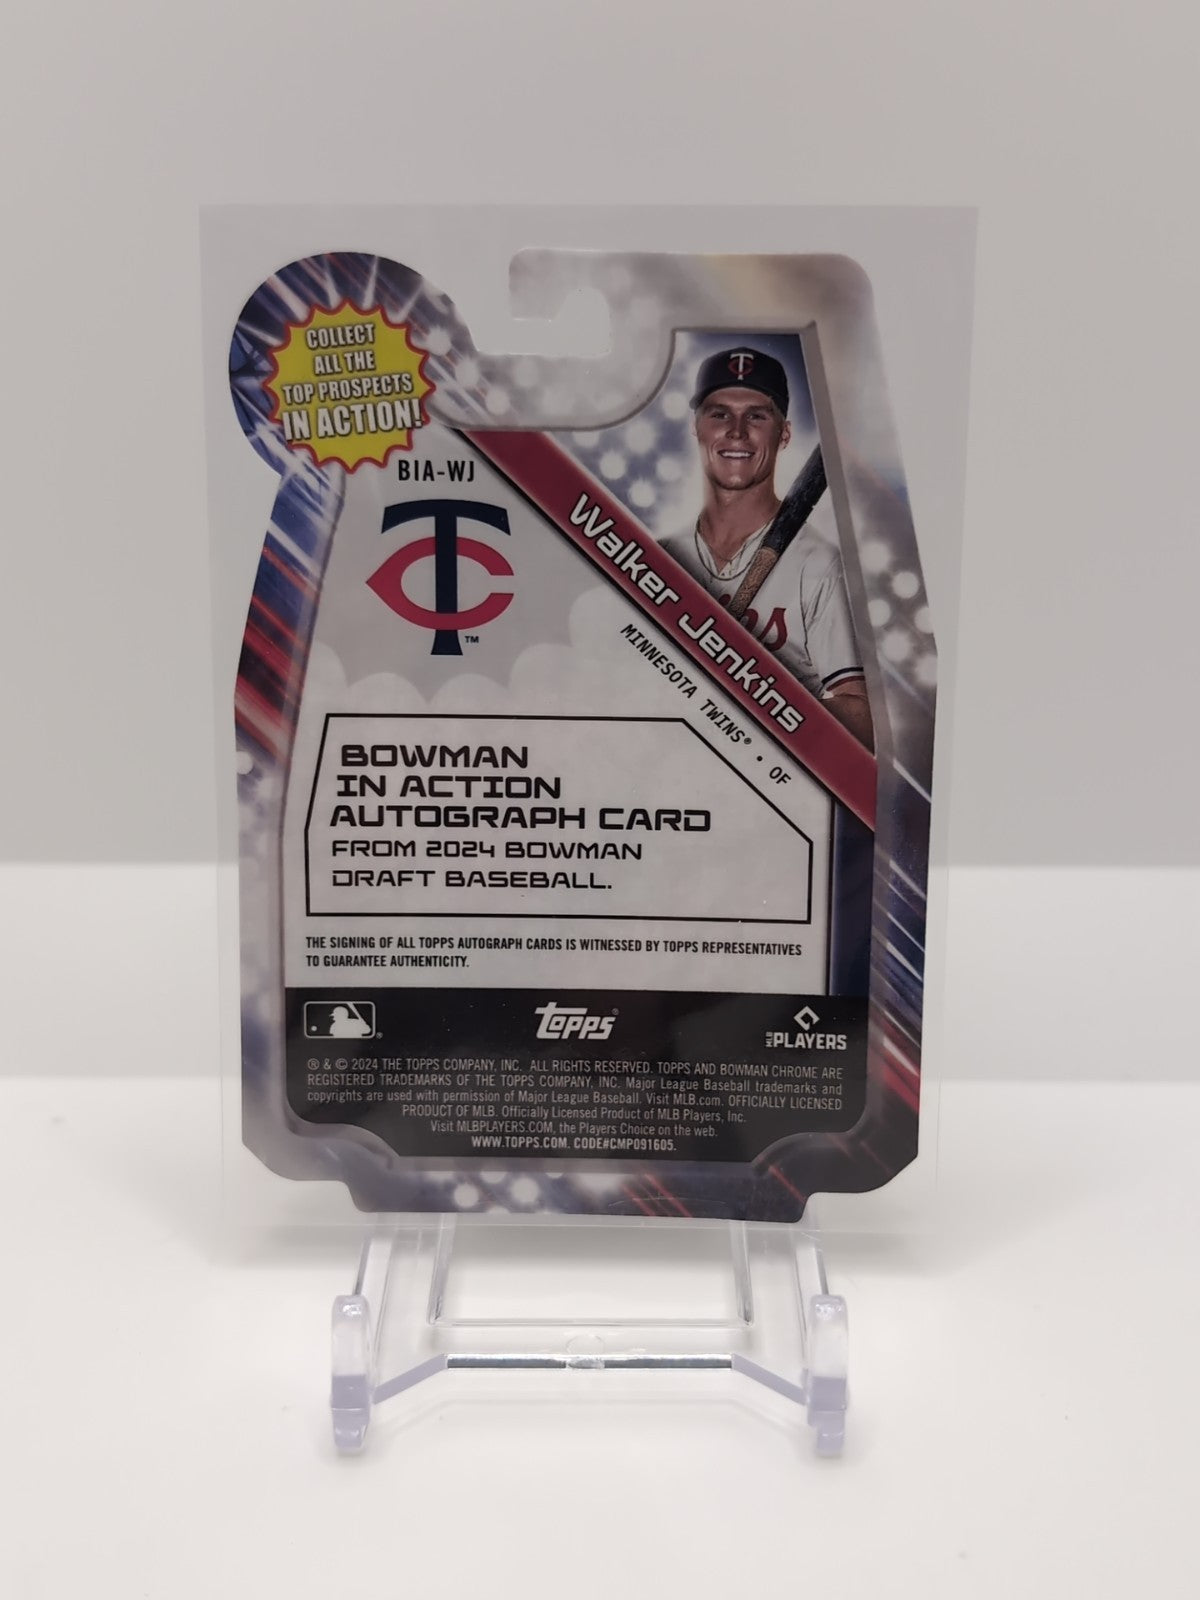 COLLECT
ALL THE
TOP PROSPECTS
IN ACTION!
BIA-WJ
TC
™
T
C
Walker Jenkins
MINNESOTA TWINS® • OF
BOWMAN
IN ACTION
AUTOGRAPH CARD
FROM 2024 BOWMAN
DRAFT BASEBALL.
THE SIGNING OF ALL TOPPS AUTOGRAPH CARDS IS WITNESSED BY TOPPS REPRESENTATIVES
TO GUARANTEE AUTHENTICITY.
topps®
MLB PLAYERS
® & © 2024 THE TOPPS COMPANY, INC. ALL RIGHTS RESERVED. TOPPS AND BOWMAN CHROME ARE
REGISTERED TRADEMARKS OF THE TOPPS COMPANY, INC. Major League Baseball trademarks and
copyrights are used with permission of Major League Baseball. Visit MLB.com. OFFICIALLY LICENSED
PRODUCT OF MLB. Officially Licensed Product of MLB Players, Inc.
Visit MLBPLAYERS.COM, the Players Choice on the web.
WWW.TOPPS.COM. CODE#CMP091605.